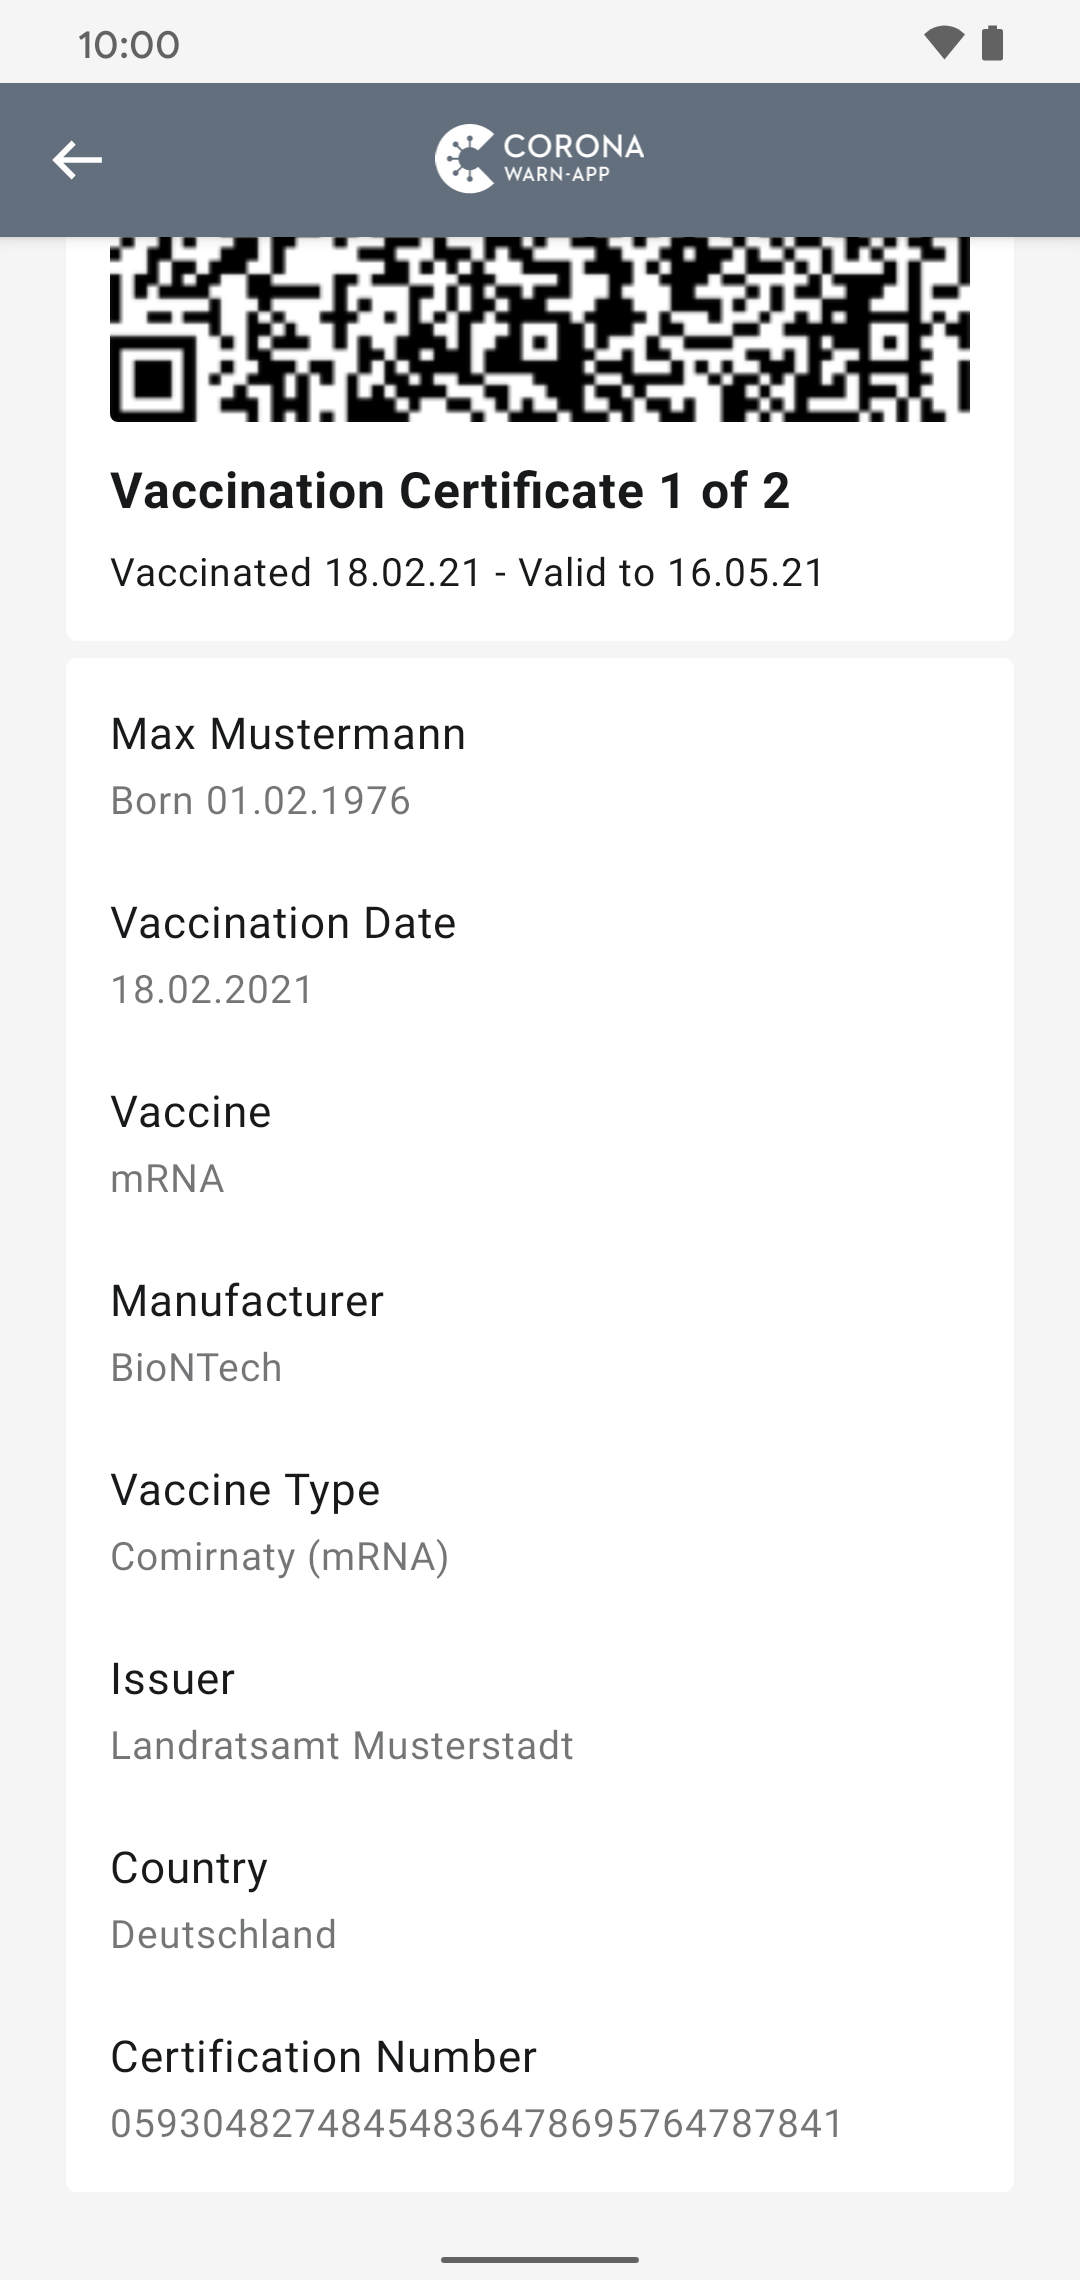 10:00
CORONA
WARN-APP
Vaccination Certificate 1 of 2
Vaccinated 18.02.21 - Valid to 16.05.21
Max Mustermann
Born 01.02.1976
Vaccination Date
18.02.2021
Vaccine
mRNA
Manufacturer
BioNTech
Vaccine Type
Comirnaty (mRNA)
Issuer
Landratsamt Musterstadt
Country
Deutschland
Certification Number
05930482748454836478695764787841